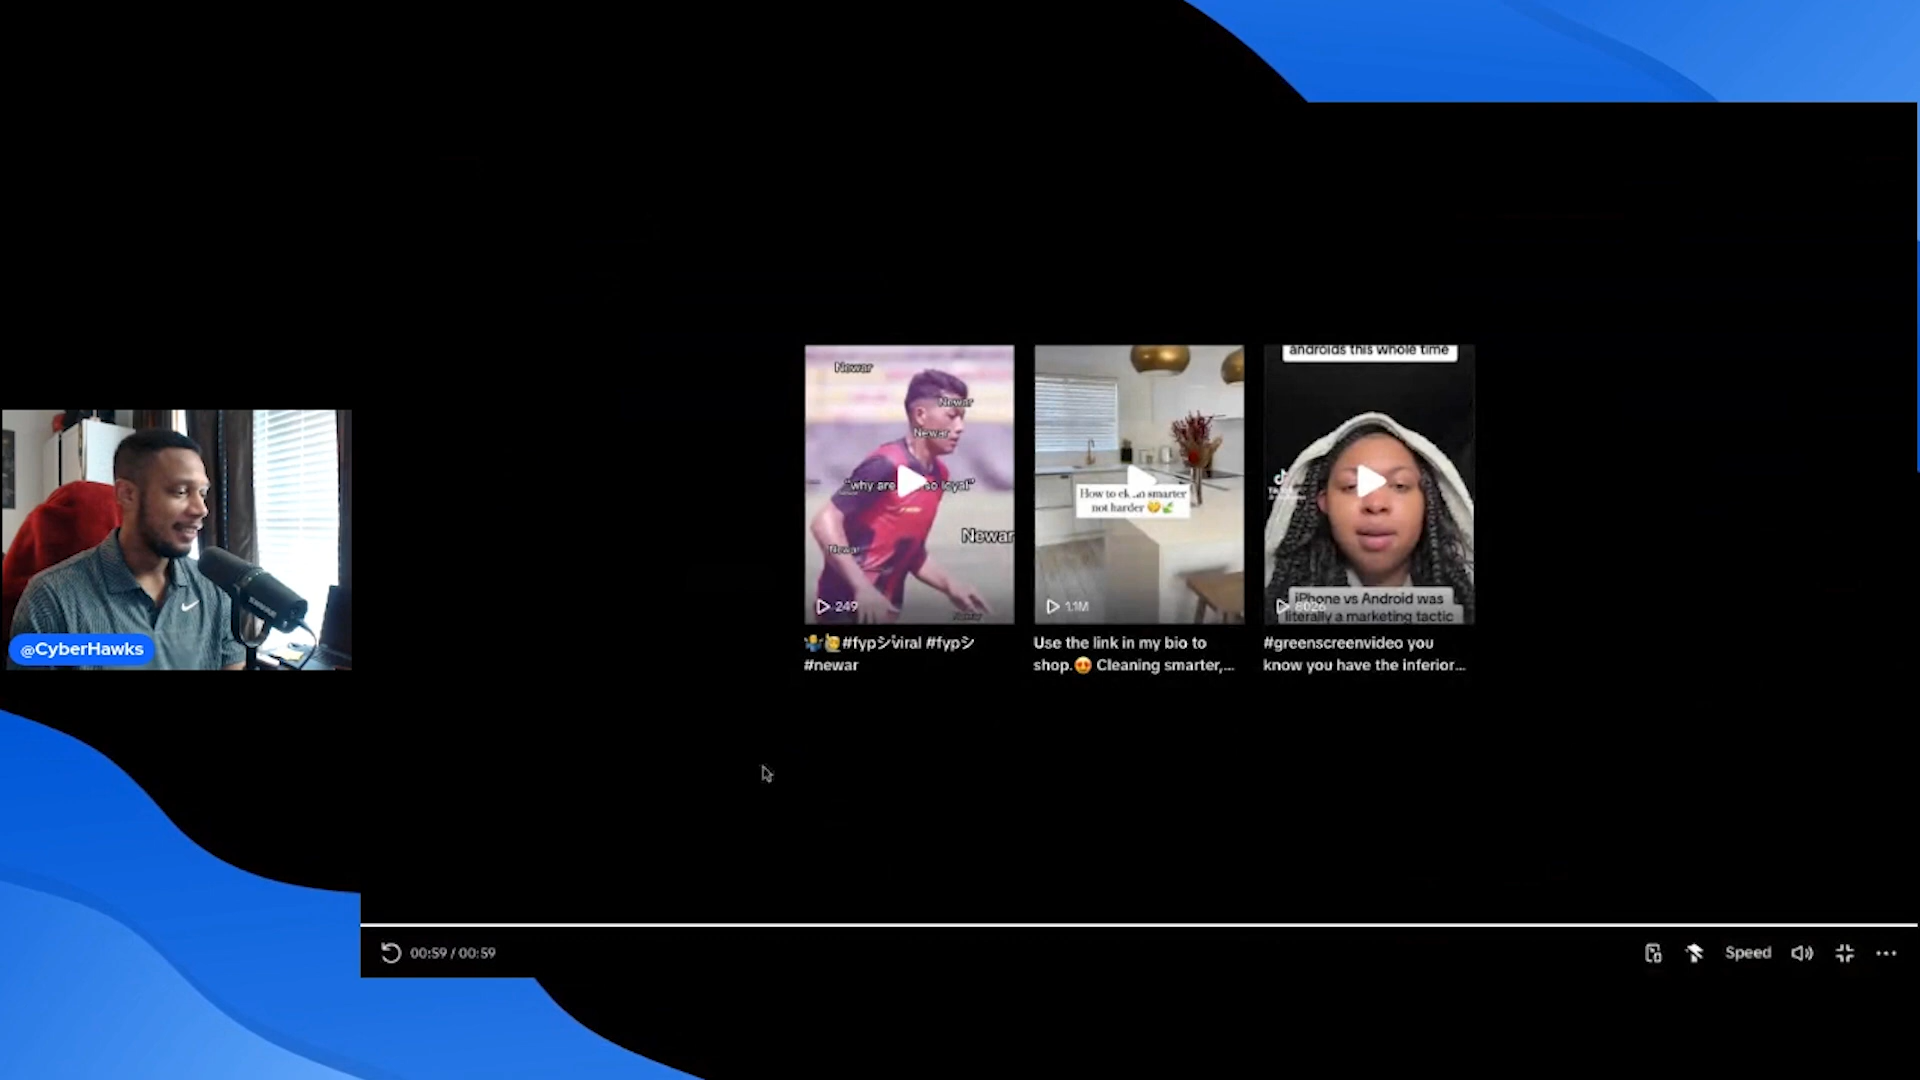 Newar
Newar
Newar
"why are
so loyal"
Newar
Newar
249
#fypシviral #fypシ
#newar
How to clean smarter
not harder
1.1M
Use the link in my bio to
shop.😍 Cleaning smarter,...
androids this whole time
iPhone vs Android was
literally a marketing tactic
8026
#greenscreenvideo you
know you have the inferior...
@CyberHawks
00:59 / 00:59
Speed